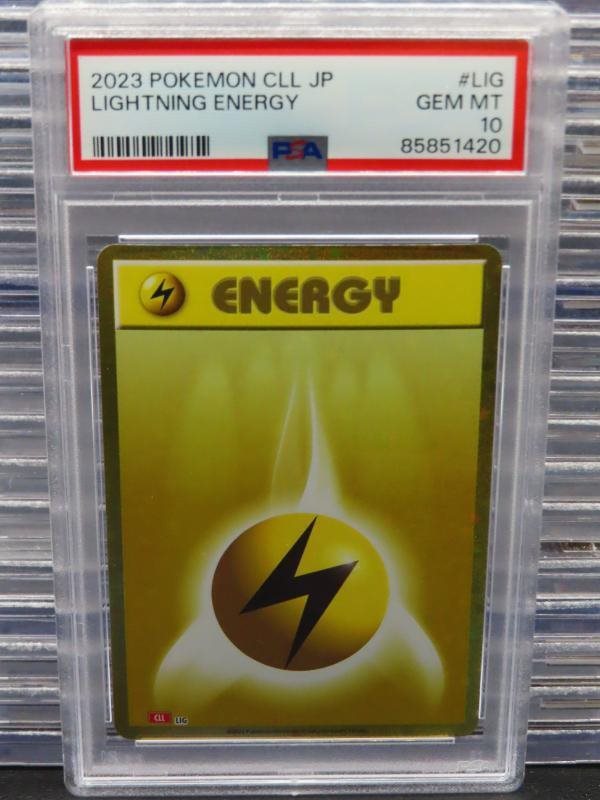 2023 POKEMON CLL JP #LIG
LIGHTNING ENERGY GEM MT
10
PSA 85851420
ENERGY
CLL LIG